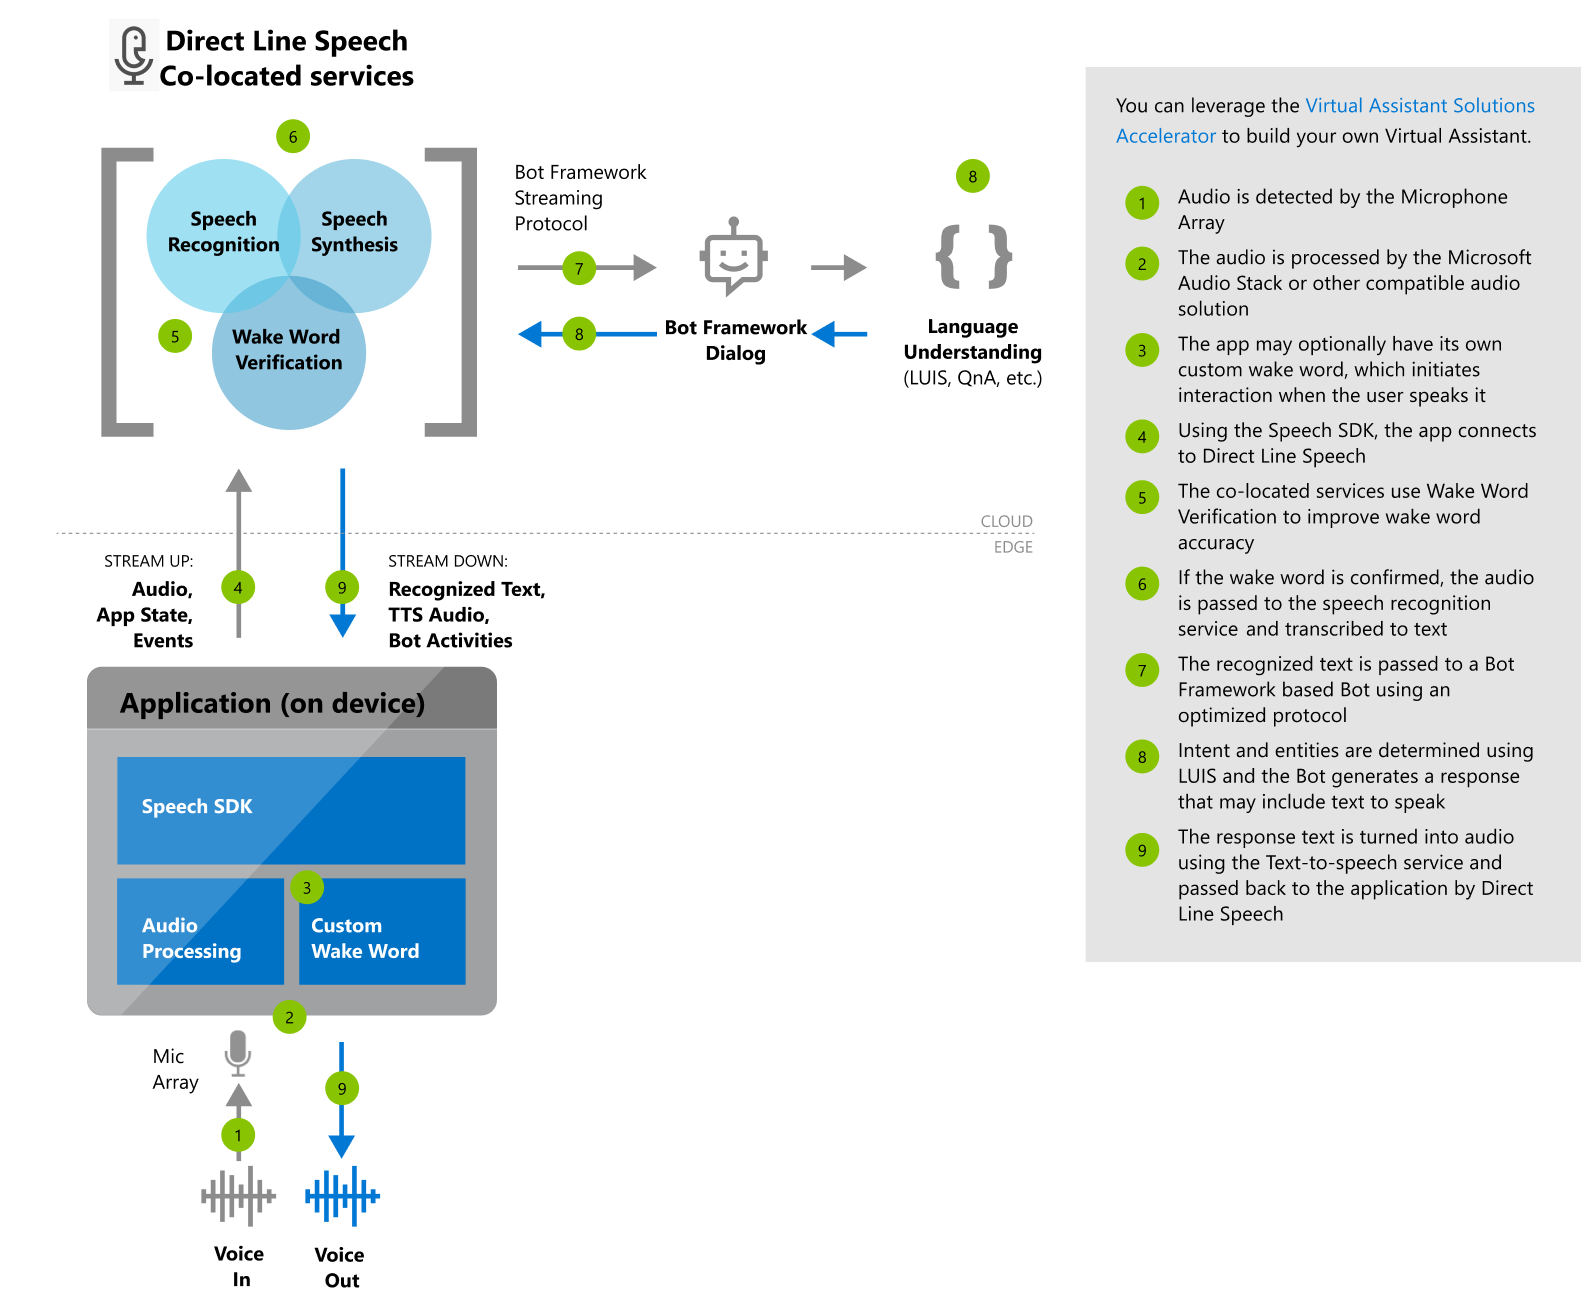 Direct Line Speech
Co-located services
6
Speech
Recognition
Speech
Synthesis
5
Wake Word
Verification
Bot Framework
Streaming
Protocol
7
8
Bot Framework
Dialog
8
{ }
Language
Understanding
(LUIS, QnA, etc.)
CLOUD
EDGE
STREAM UP:
Audio,
App State,
Events
4
9
STREAM DOWN:
Recognized Text,
TTS Audio,
Bot Activities
Application (on device)
Speech SDK
3
Audio
Processing
Custom
Wake Word
2
Mic
Array
9
1
Voice
In
Voice
Out
You can leverage the Virtual Assistant Solutions
Accelerator to build your own Virtual Assistant.
1 Audio is detected by the Microphone
Array
2 The audio is processed by the Microsoft
Audio Stack or other compatible audio
solution
3 The app may optionally have its own
custom wake word, which initiates
interaction when the user speaks it
4 Using the Speech SDK, the app connects
to Direct Line Speech
5 The co-located services use Wake Word
Verification to improve wake word
accuracy
6 If the wake word is confirmed, the audio
is passed to the speech recognition
service and transcribed to text
7 The recognized text is passed to a Bot
Framework based Bot using an
optimized protocol
8 Intent and entities are determined using
LUIS and the Bot generates a response
that may include text to speak
9 The response text is turned into audio
using the Text-to-speech service and
passed back to the application by Direct
Line Speech